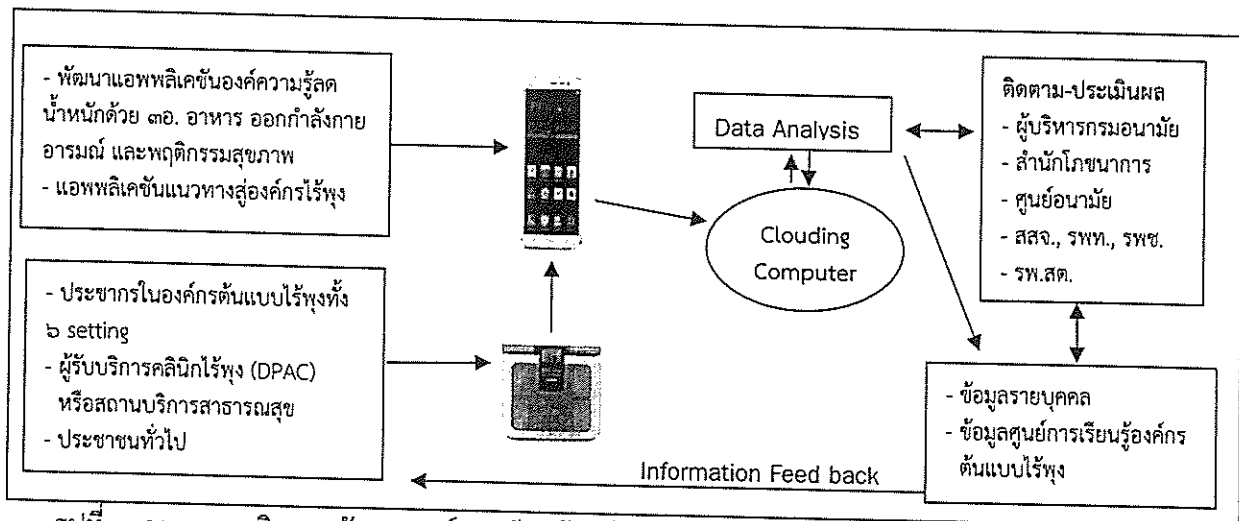 - พัฒนาแอพพลิเคชันองค์ความรู้ลด
น้ำหนักด้วย ๓อ. อาหาร ออกกำลังกาย
อารมณ์ และพฤติกรรมสุขภาพ
- แอพพลิเคชันแนวทางสู่องค์กรไร้พุง
- ประชากรในองค์กรต้นแบบไร้พุงทั้ง
๖ setting
- ผู้รับบริการคลินิกไร้พุง (DPAC)
หรือสถานบริการสาธารณสุข
- ประชาชนทั่วไป
Data Analysis
Clouding
Computer
ติดตาม-ประเมินผล
- ผู้บริหารกรมอนามัย
- สำนักโภชนาการ
- ศูนย์อนามัย
- สสจ., รพท., รพช.
- รพ.สต.
- ข้อมูลรายบุคคล
- ข้อมูลศูนย์การเรียนรู้องค์กร
ต้นแบบไร้พุง
Information Feed back